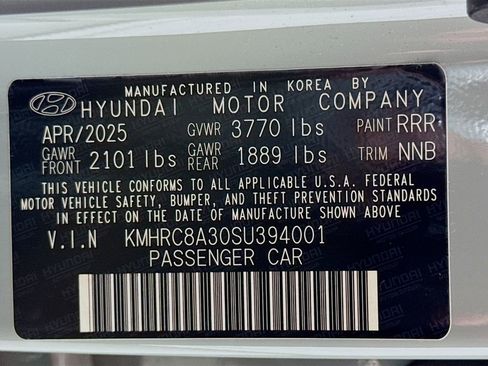 MANUFACTURED IN KOREA BY
HYUNDAI MOTOR COMPANY
APR/2025 GVWR 3770 lbs PAINT RRR
GAWR FRONT 2101 lbs GAWR REAR 1889 lbs TRIM NNB
THIS VEHICLE CONFORMS TO ALL APPLICABLE U.S.A. FEDERAL
MOTOR VEHICLE SAFETY, BUMPER, AND THEFT PREVENTION STANDARDS
IN EFFECT ON THE DATE OF MANUFACTURE SHOWN ABOVE
V.I.N KMHRC8A30SU394001
PASSENGER CAR